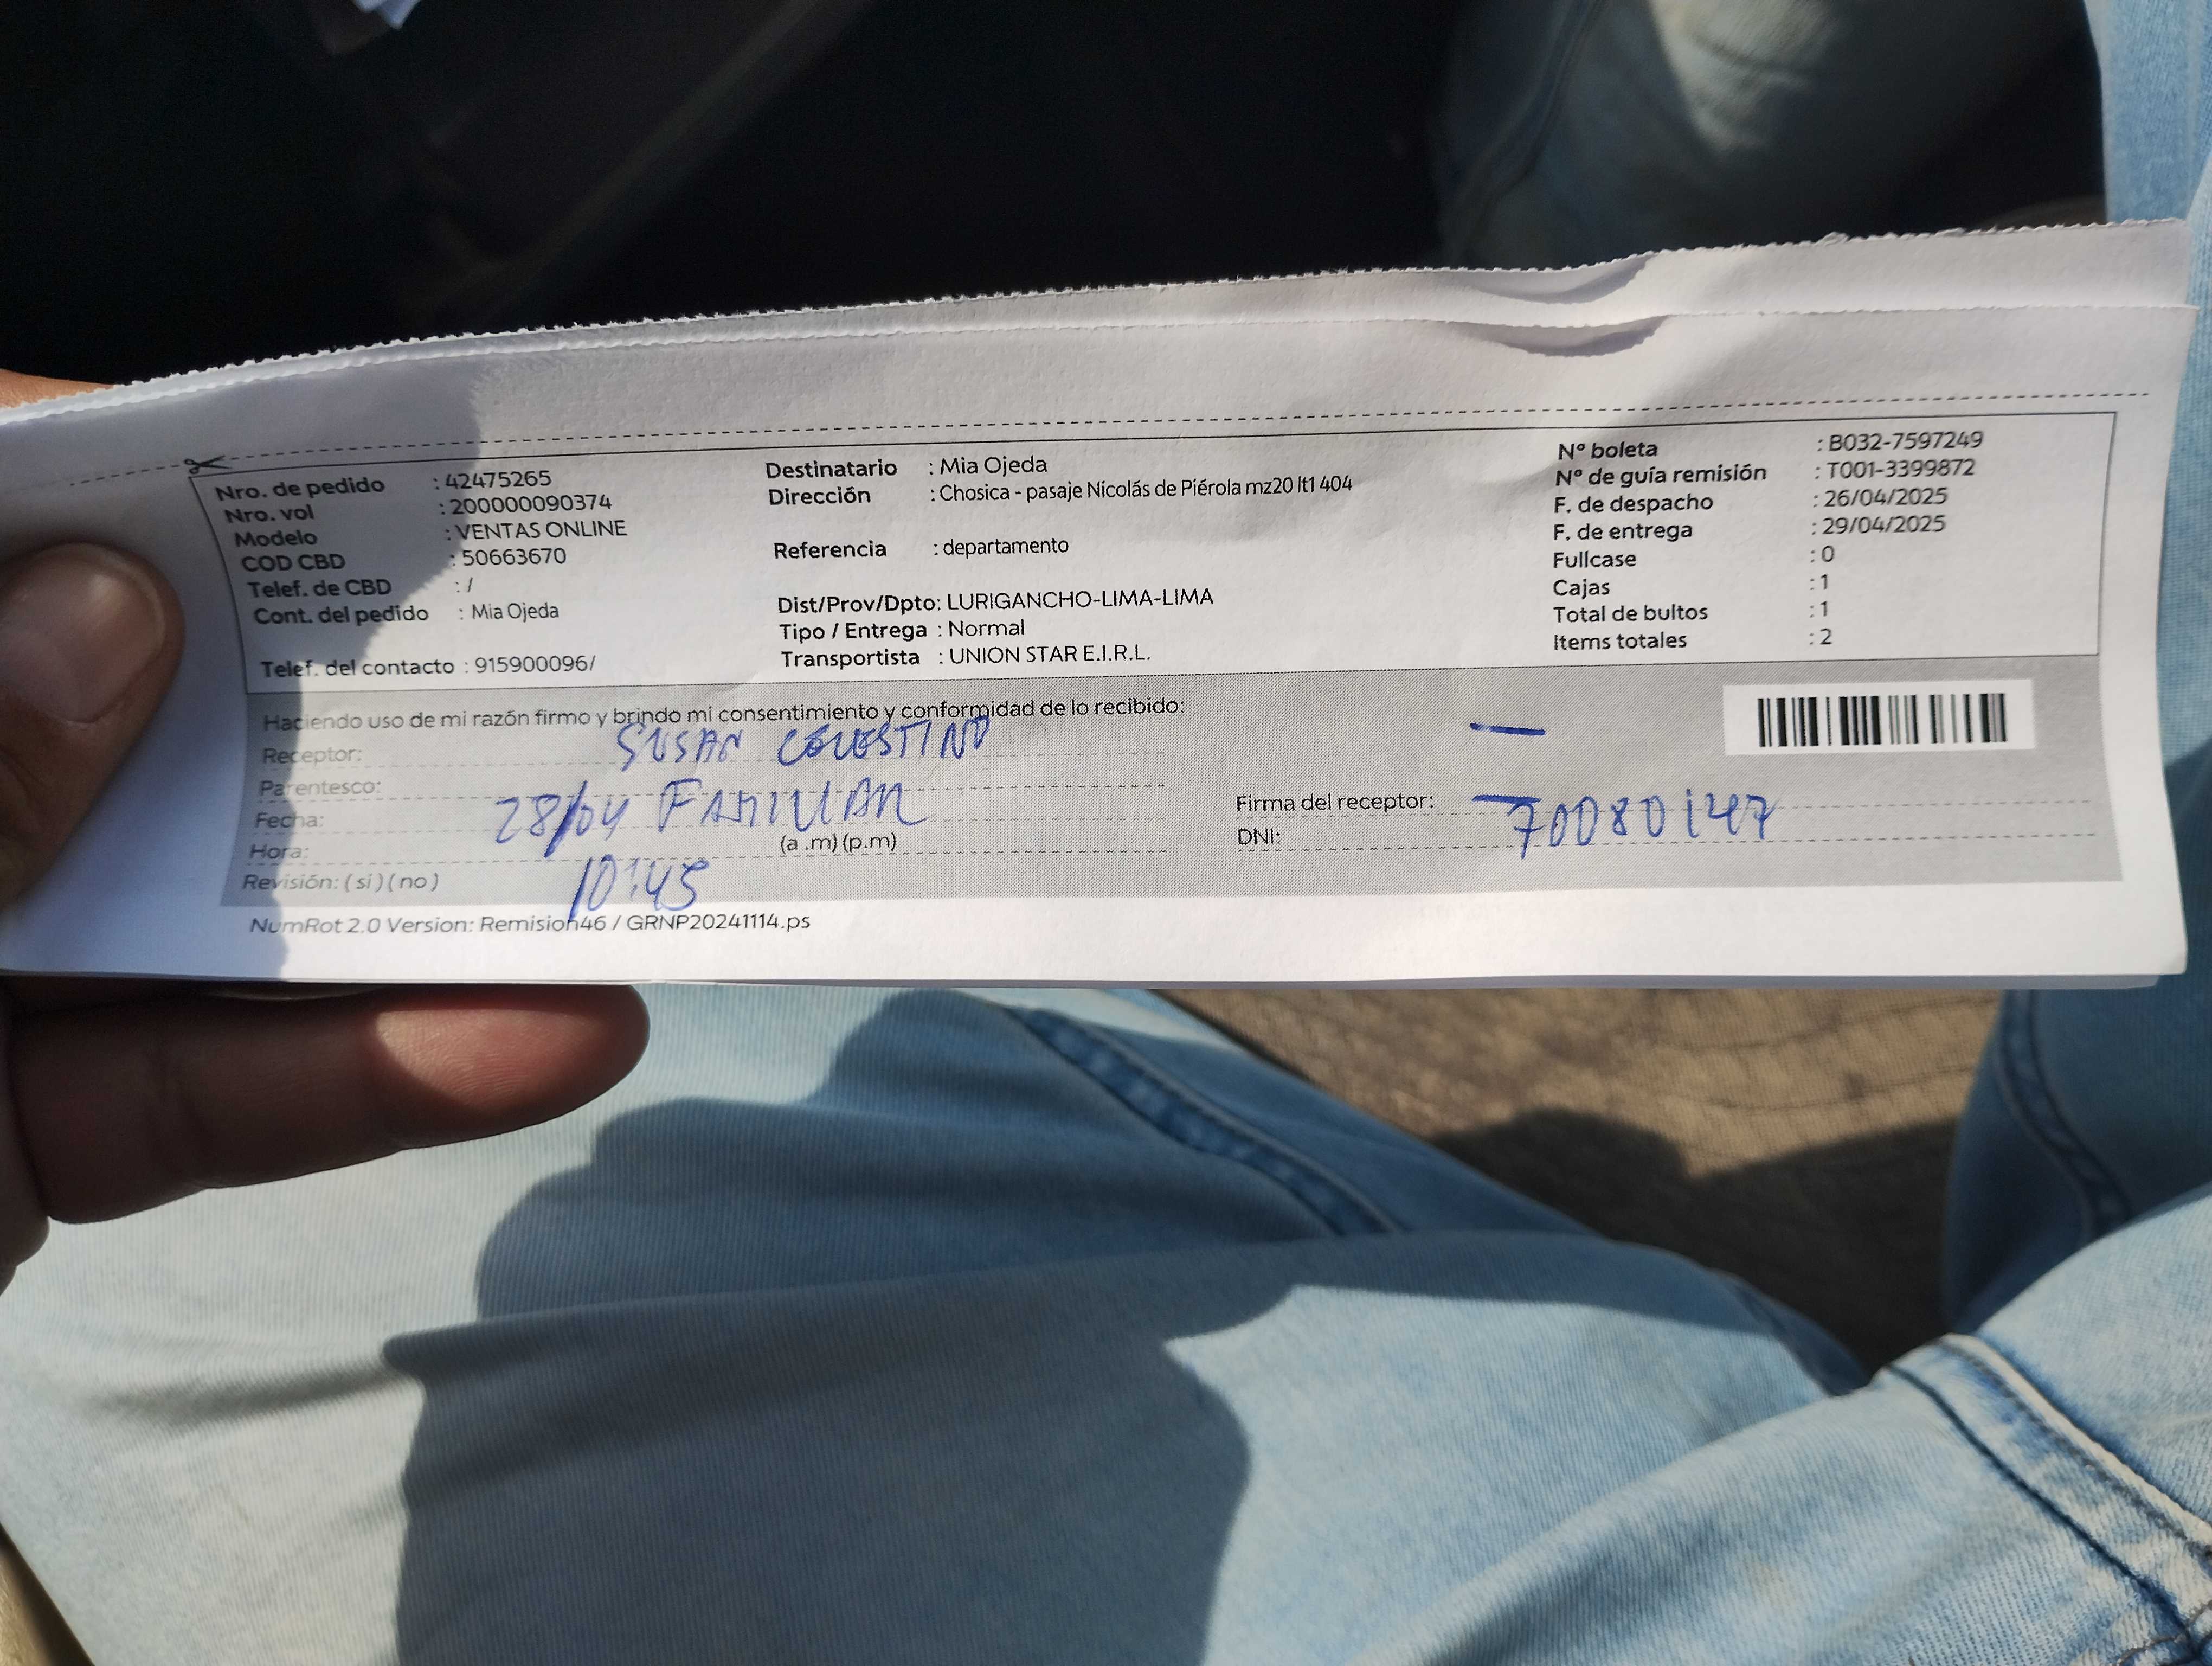 Nro. de pedido : 42475265
Nro. vol : 200000090374
Modelo : VENTAS ONLINE
COD CBD : 50663670
Telef. de CBD : /
Cont. del pedido : Mia Ojeda
Telef. del contacto : 915900096/
Destinatario : Mia Ojeda
Dirección : Chosica - pasaje Nicolás de Piérola mz20 lt1 404
Referencia : departamento
Dist/Prov/Dpto: LURIGANCHO-LIMA-LIMA
Tipo / Entrega : Normal
Transportista : UNION STAR E.I.R.L.
Nº boleta : B032-7597249
Nº de guía remisión : T001-3399872
F. de despacho : 26/04/2025
F. de entrega : 29/04/2025
Fullcase : 0
Cajas : 1
Total de bultos : 1
Items totales : 2
Haciendo uso de mi razón firmo y brindo mi consentimiento y conformidad de lo recibido:
Receptor: SUSAN CELESTINO
Parentesco: FAMILIAR
Fecha: 28/04
Hora: 10:45 (a .m) (p.m)
Revisión: ( si ) ( no )
Firma del receptor: —
DNI: 70080147
NumRot 2.0 Version: Remision46 / GRNP20241114.ps